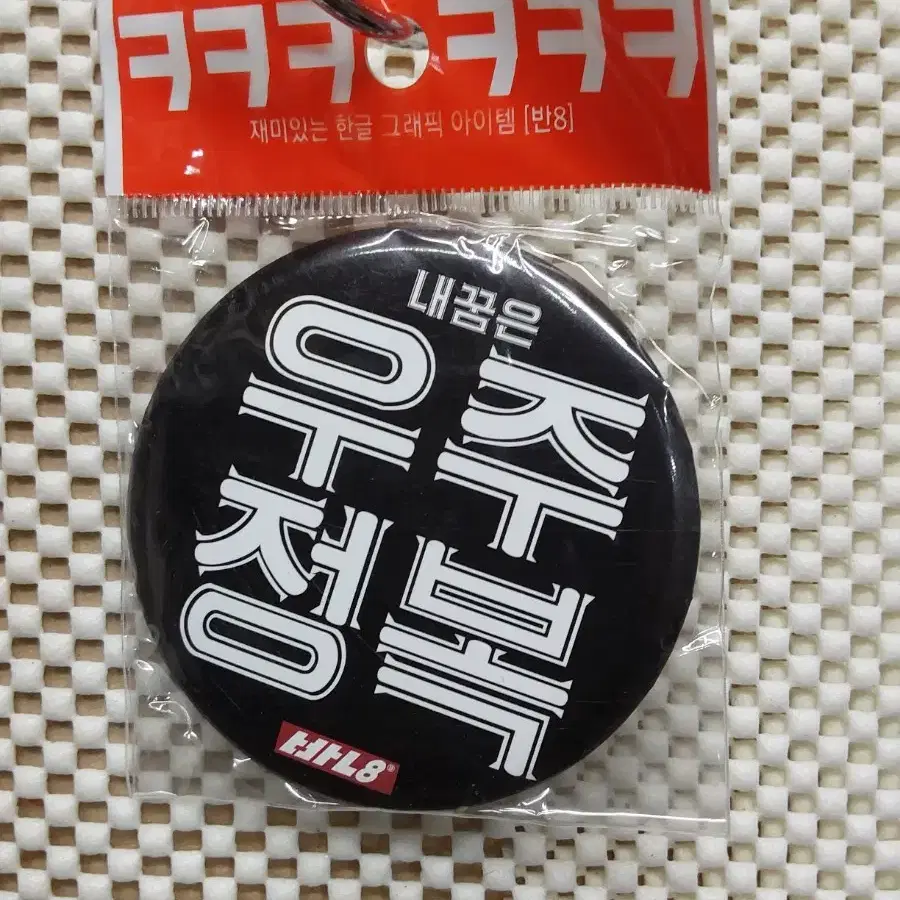 ㅋㅋㅋ ㅋㅋㅋ
재미있는 한글 그래픽 아이템 [반8]
내꿈은
우주
정복
반8®